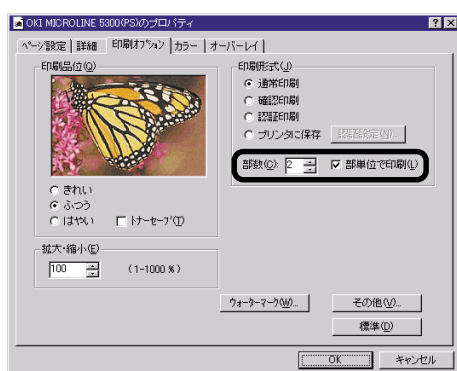 OKI MICROLINE 5300(PS)のプロパティ
ページ設定 詳細 印刷オプション カラー オーバーレイ
印刷品位(Q)
きれい
ふつう
はやい トナーセーブ(T)
拡大・縮小(E)
100 (1-1000 %)
印刷形式(J)
通常印刷
確認印刷
認証印刷
プリンタに保存 認証設定(N)...
部数(C): 2 部単位で印刷(L)
ウォーターマーク(W)... その他(V)...
標準(D)
OK キャンセル